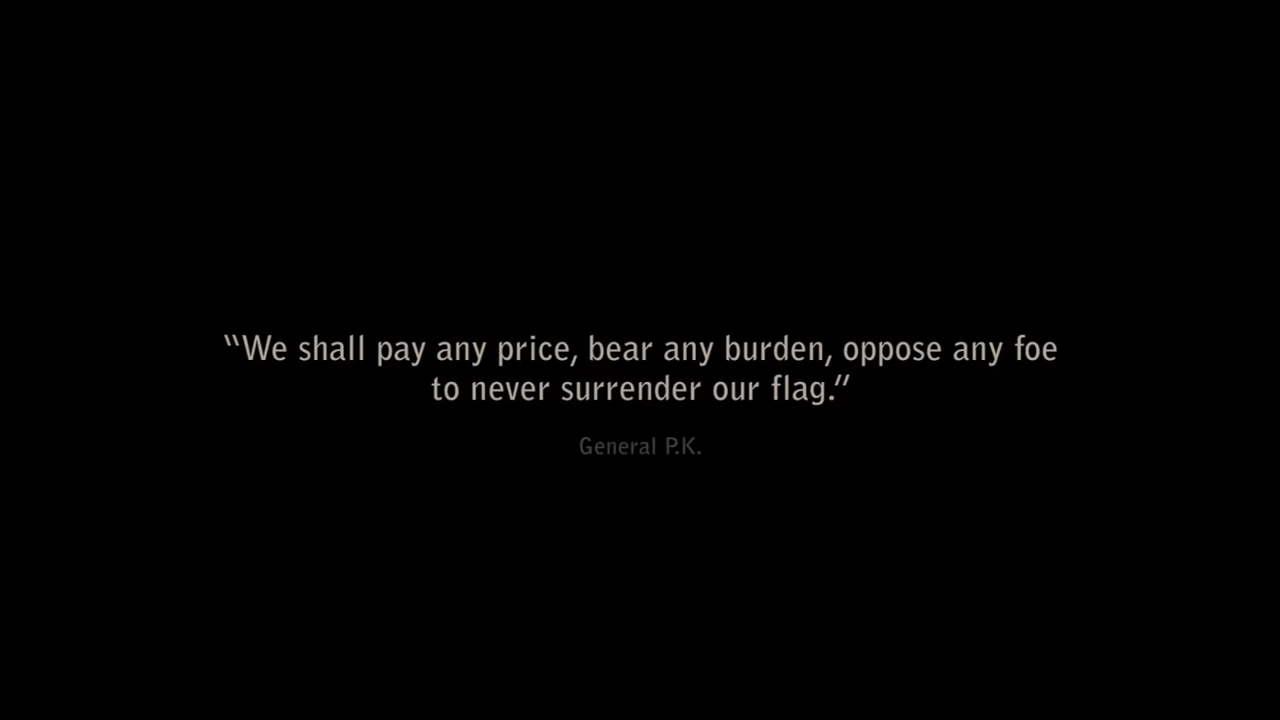 “We shall pay any price, bear any burden, oppose any foe
to never surrender our flag.”
General P.K.